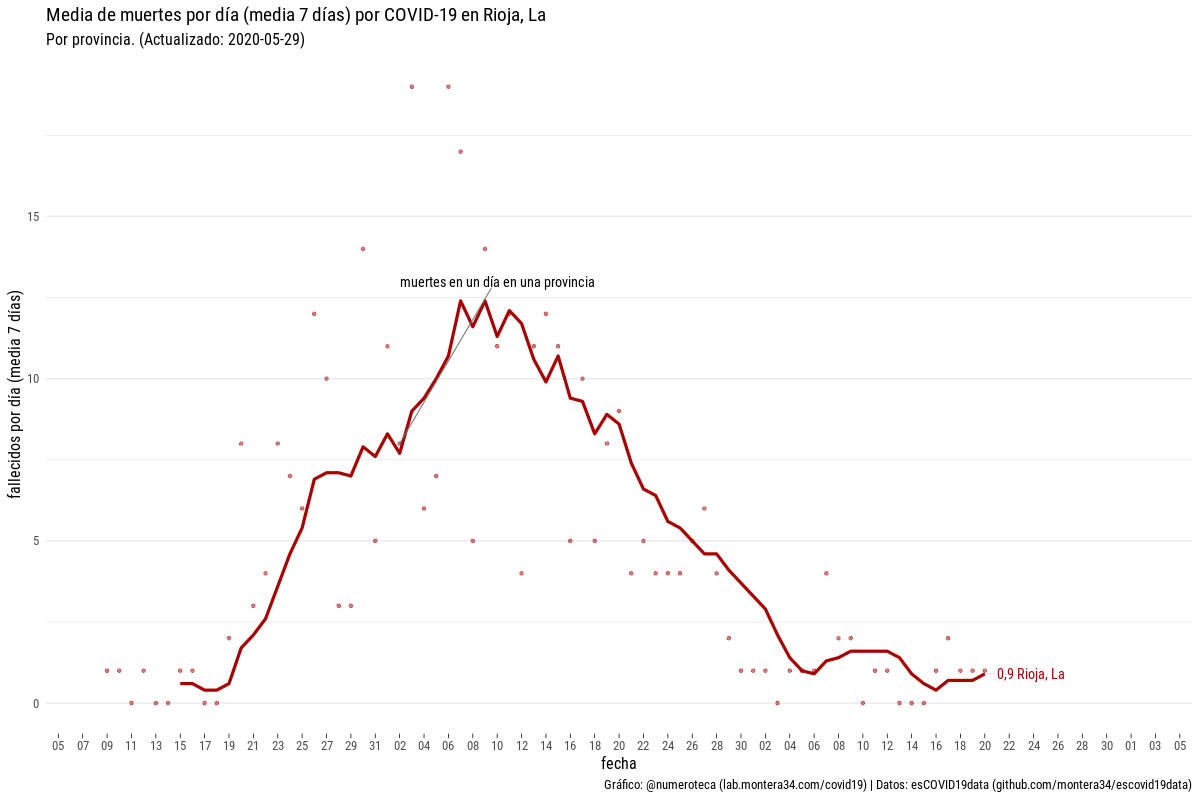 Media de muertes por día (media 7 días) por COVID-19 en Rioja, La
Por provincia. (Actualizado: 2020-05-29)
muertes en un día en una provincia
fallecidos por día (media 7 días)
15
10
5
0
0,9 Rioja, La
05 07 09 11 13 15 17 19 21 23 25 27 29 31 02 04 06 08 10 12 14 16 18 20 22 24 26 28 30 02 04 06 08 10 12 14 16 18 20 22 24 26 28 30 01 03 05
fecha
Gráfico: @numeroteca (lab.montera34.com/covid19) | Datos: esCOVID19data (github.com/montera34/escovid19data)